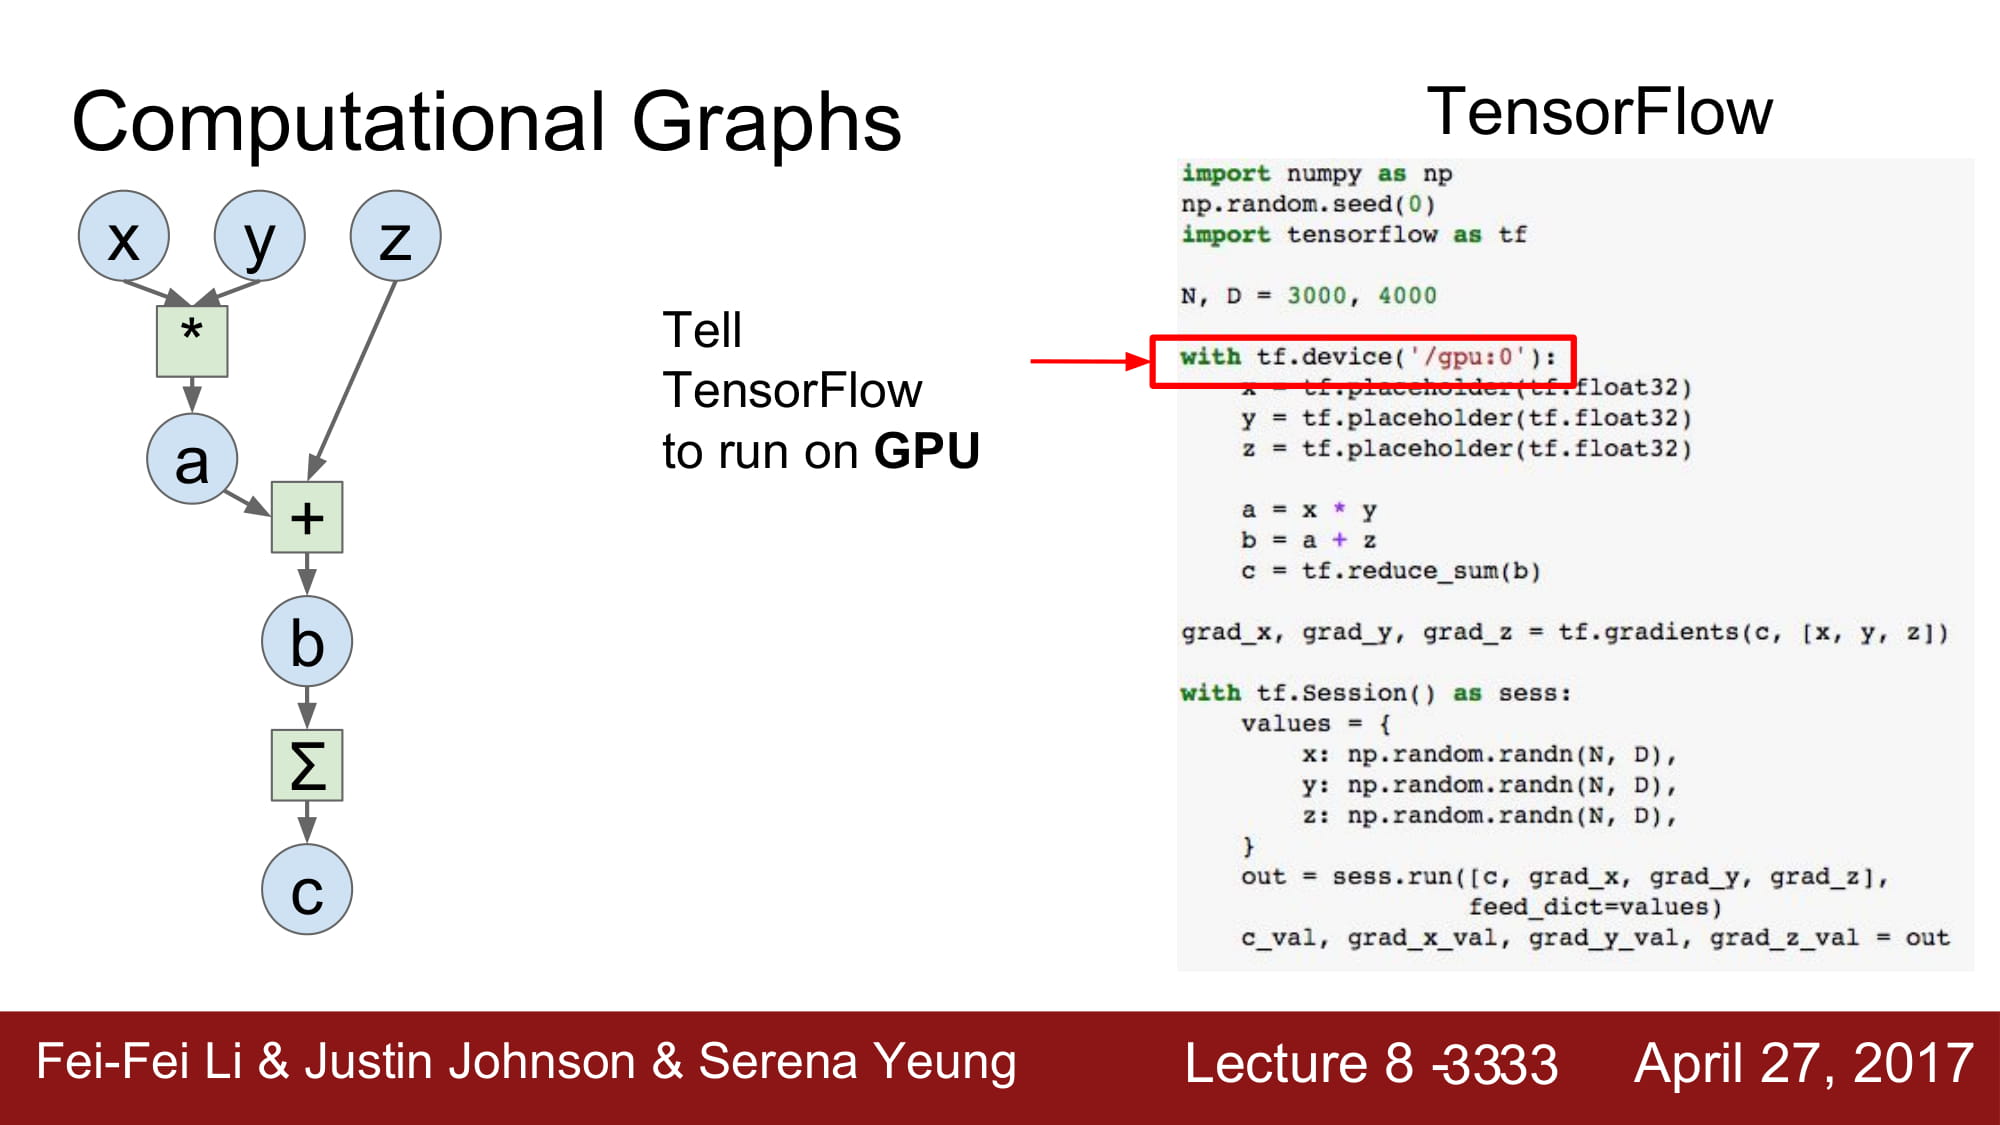 Computational Graphs
TensorFlow
x y z
*
a
+
b
Σ
c
Tell
TensorFlow
to run on GPU
import numpy as np
np.random.seed(0)
import tensorflow as tf
N, D = 3000, 4000
with tf.device('/gpu:0'):
    x = tf.placeholder(tf.float32)
    y = tf.placeholder(tf.float32)
    z = tf.placeholder(tf.float32)
    a = x * y
    b = a + z
    c = tf.reduce_sum(b)
grad_x, grad_y, grad_z = tf.gradients(c, [x, y, z])
with tf.Session() as sess:
    values = {
        x: np.random.randn(N, D),
        y: np.random.randn(N, D),
        z: np.random.randn(N, D),
    }
    out = sess.run([c, grad_x, grad_y, grad_z],
                   feed_dict=values)
    c_val, grad_x_val, grad_y_val, grad_z_val = out
Fei-Fei Li & Justin Johnson & Serena Yeung
Lecture 8 -3333
April 27, 2017